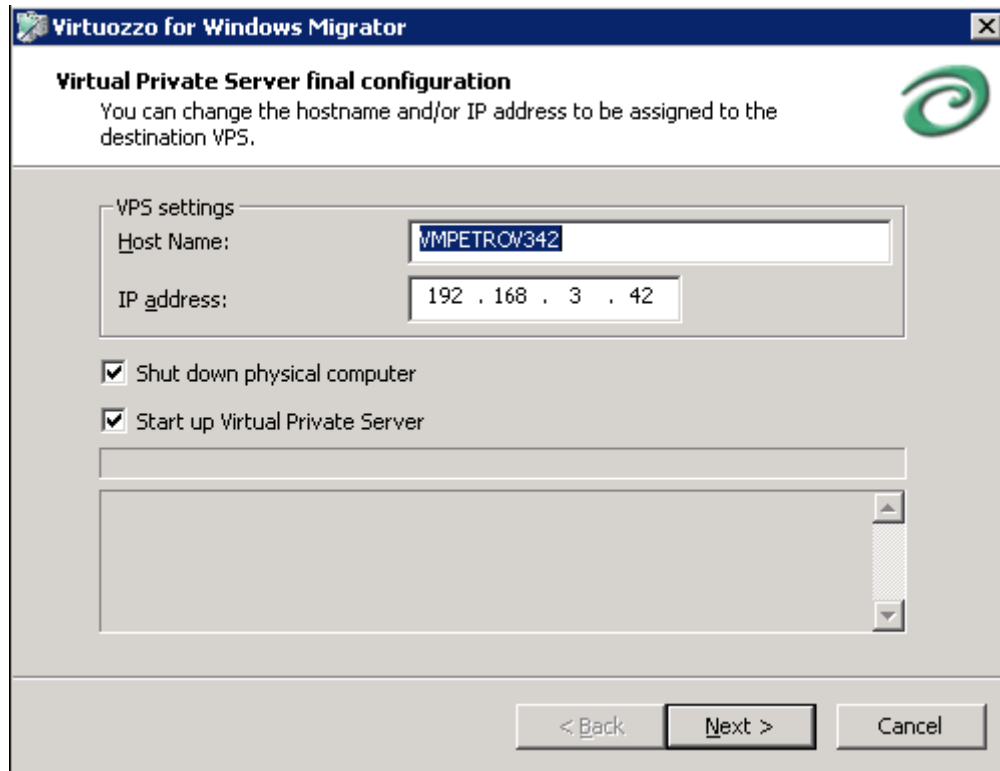 Virtuozzo for Windows Migrator
Virtual Private Server final configuration
You can change the hostname and/or IP address to be assigned to the
destination VPS.
VPS settings
Host Name: VMPETROV342
IP address: 192 . 168 . 3 . 42
Shut down physical computer
Start up Virtual Private Server
< Back Next > Cancel